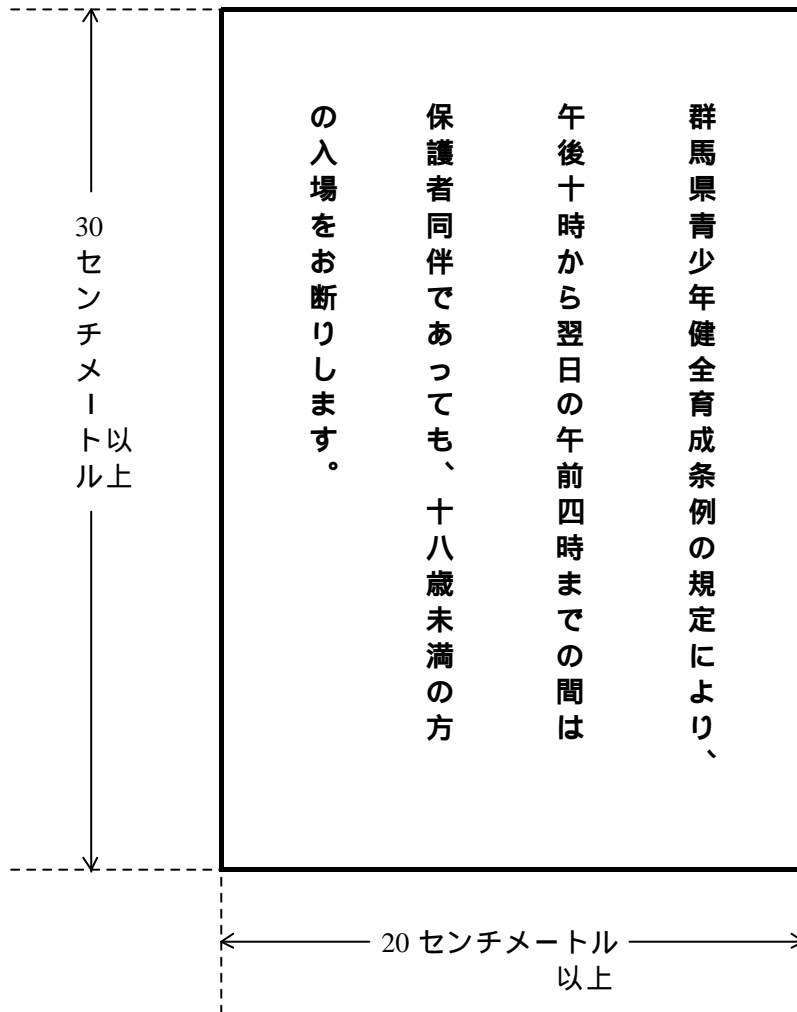 群馬県青少年健全育成条例の規定により、
午後十時から翌日の午前四時までの間は
保護者同伴であっても、十八歳未満の方
の入場をお断りします。
30センチメートル
以上
20センチメートル
以上